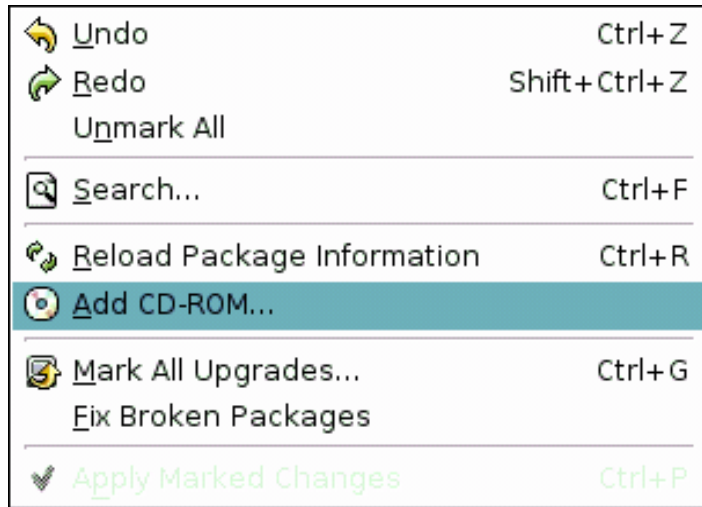 Undo Ctrl+Z
Redo Shift+Ctrl+Z
Unmark All
Search... Ctrl+F
Reload Package Information Ctrl+R
Add CD-ROM...
Mark All Upgrades... Ctrl+G
Fix Broken Packages
Apply Marked Changes Ctrl+P